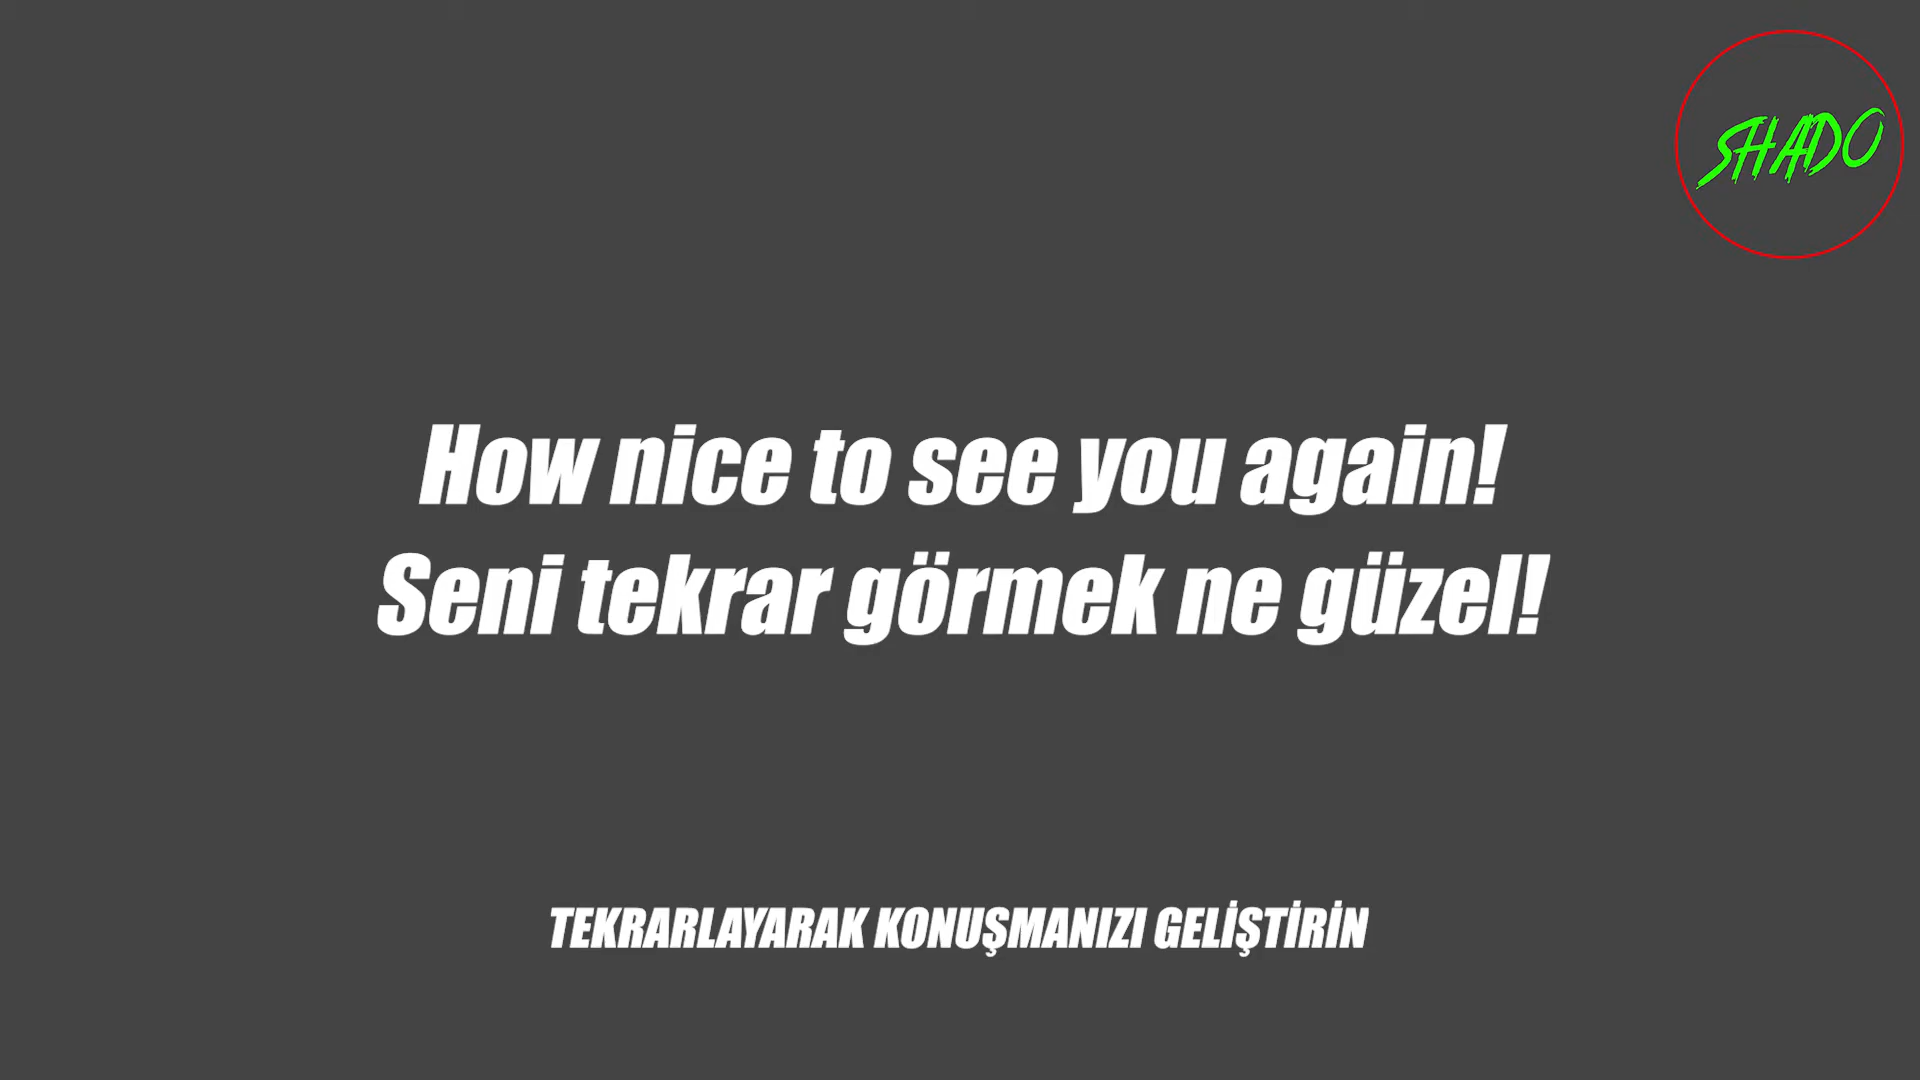 SHADO
How nice to see you again!
Seni tekrar görmek ne güzel!
TEKRARLAYARAK KONUŞMANIZI GELİŞTİRİN